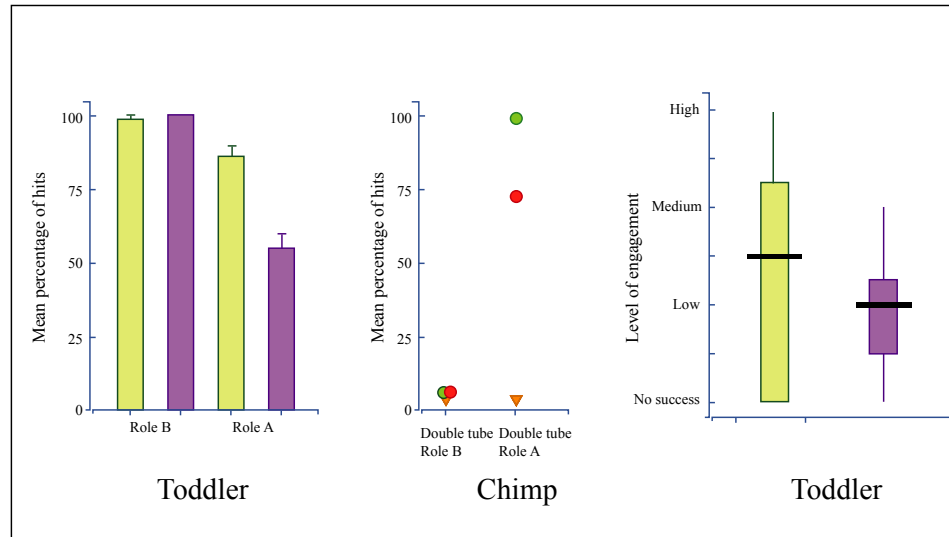 Mean percentage of hits
100
75
50
25
0
Role B
Role A
Toddler
Mean percentage of hits
100
75
50
25
0
Double tube
Role B
Double tube
Role A
Chimp
Level of engagement
High
Medium
Low
No success
Toddler